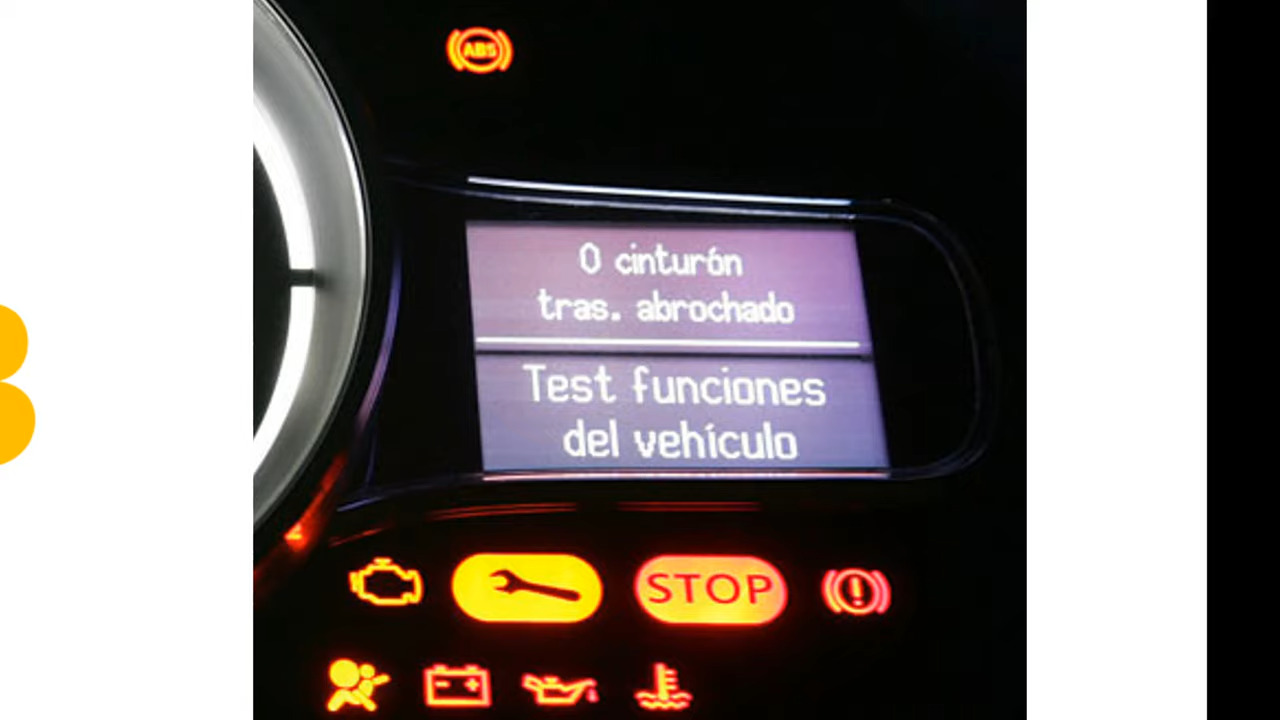 ABS
0 cinturón
tras. abrochado
Test funciones
del vehículo
STOP